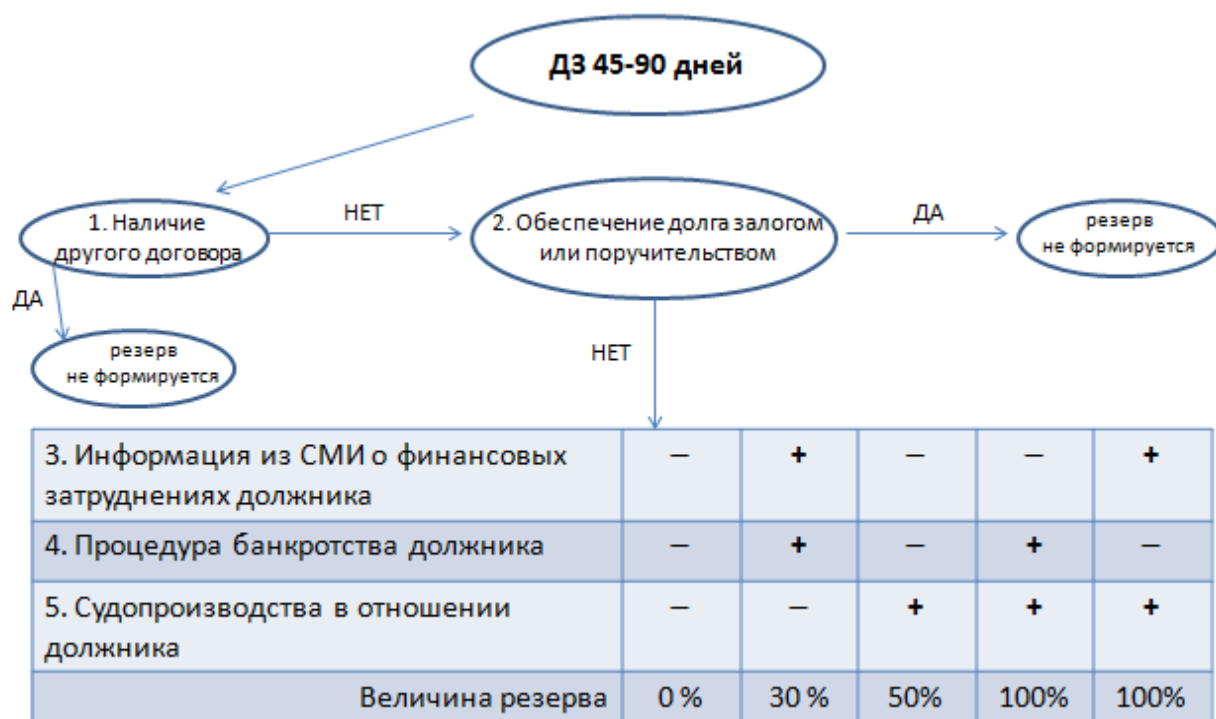 ДЗ 45-90 дней
1. Наличие
другого договора
НЕТ
2. Обеспечение долга залогом
или поручительством
ДА
резерв
не формируется
ДА
резерв
не формируется
НЕТ
3. Информация из СМИ о финансовых
затруднениях должника
– + – – +
4. Процедура банкротства должника – + – + –
5. Судопроизводства в отношении
должника
– – + + +
Величина резерва 0 % 30 % 50% 100% 100%